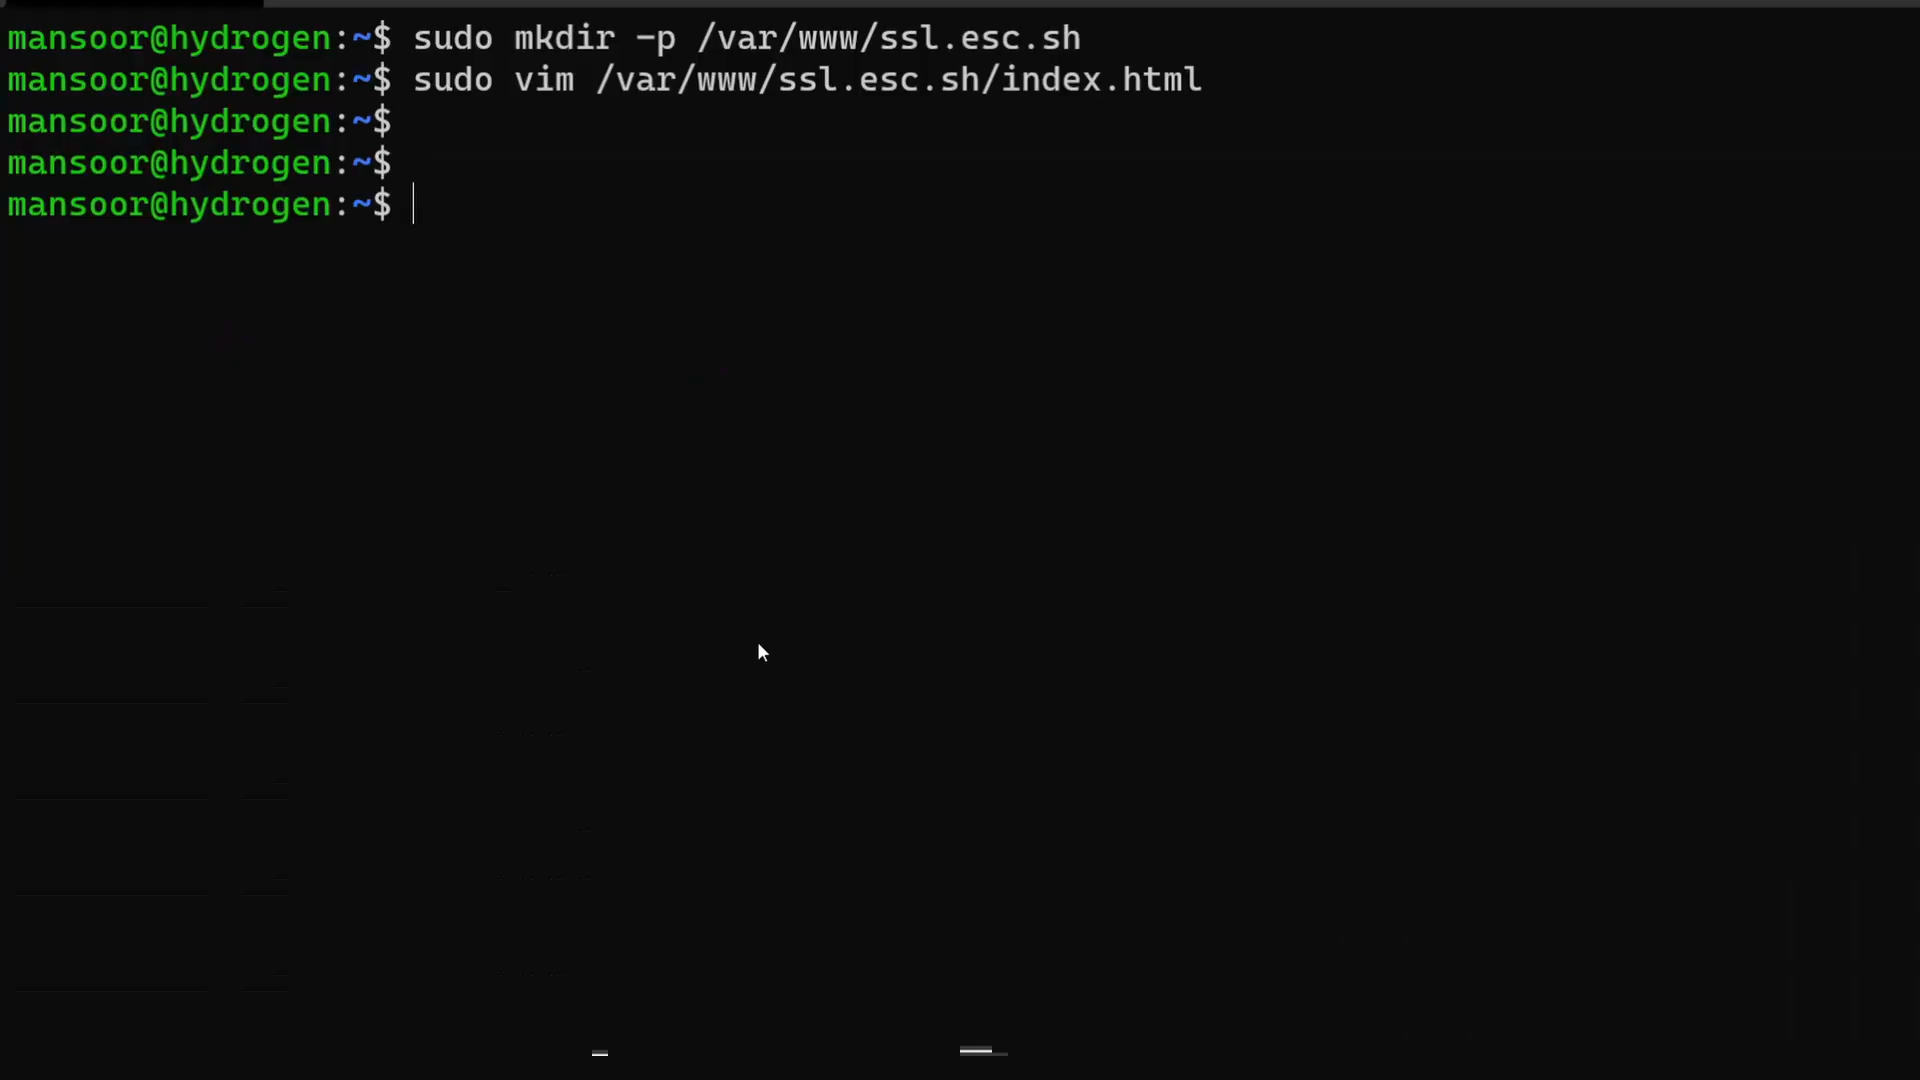 mansoor@hydrogen:~$ sudo mkdir -p /var/www/ssl.esc.sh
mansoor@hydrogen:~$ sudo vim /var/www/ssl.esc.sh/index.html
mansoor@hydrogen:~$
mansoor@hydrogen:~$
mansoor@hydrogen:~$